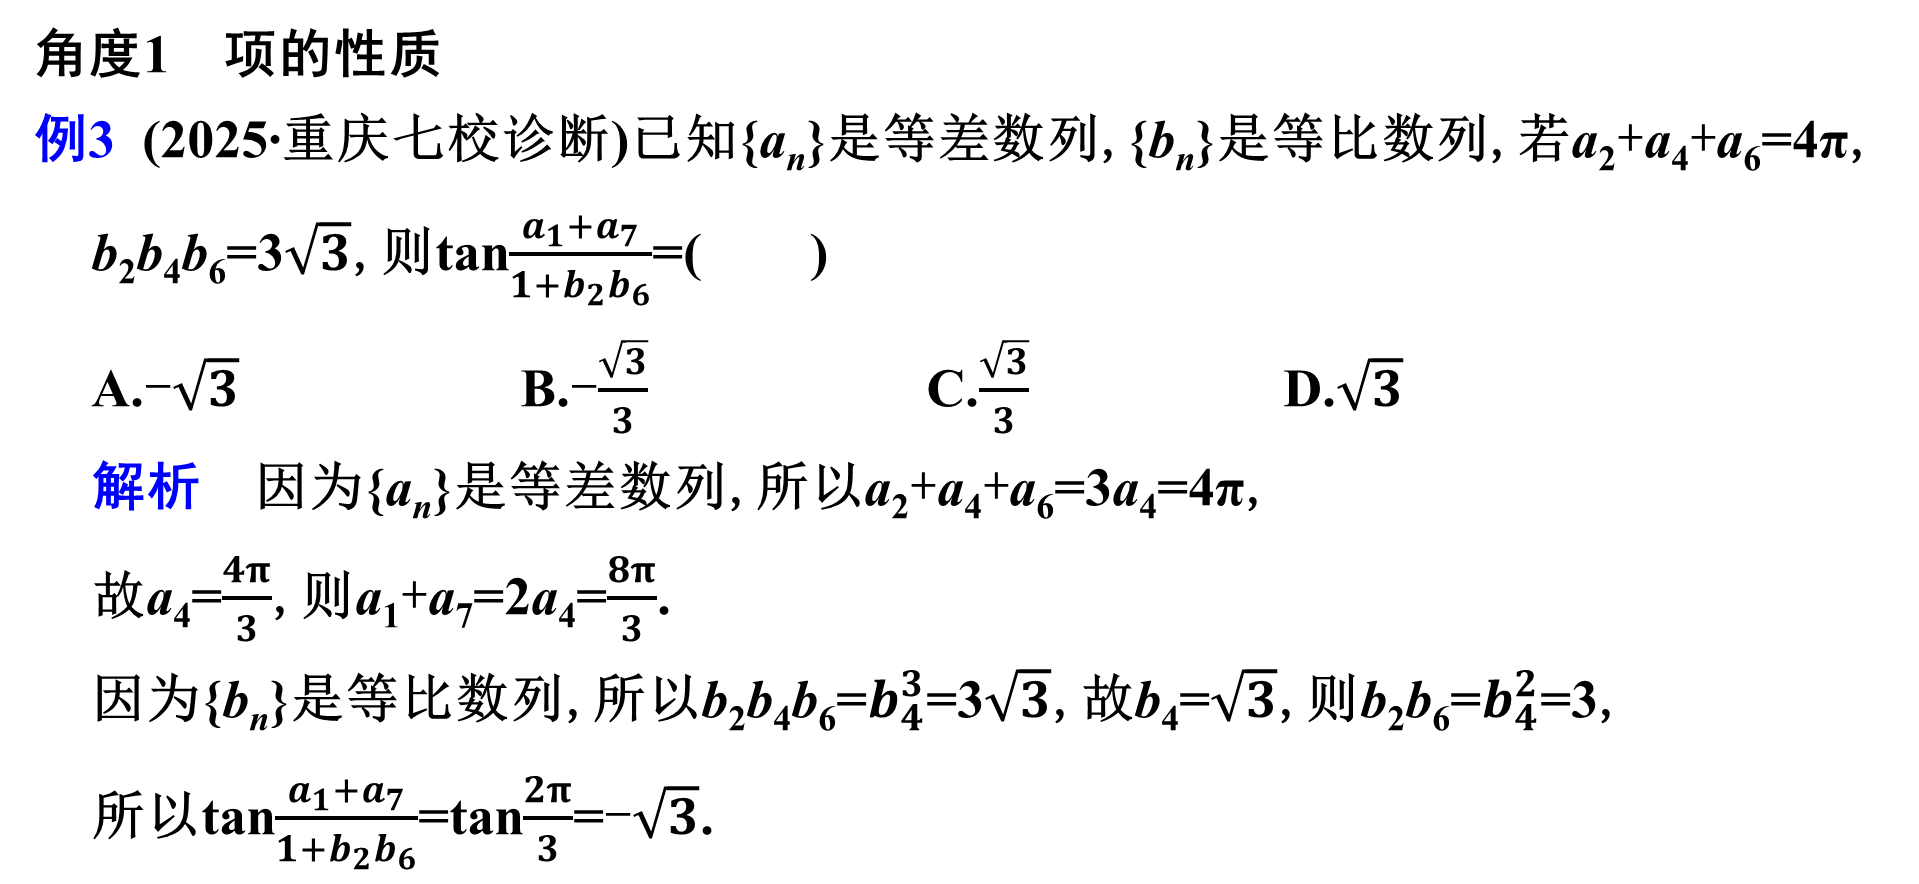 角度1 项的性质
例3 (2025·重庆七校诊断)已知{aₙ}是等差数列, {bₙ}是等比数列, 若a₂+a₄+a₆=4π,
b₂b₄b₆=3√3, 则tan(a₁+a₇)/(1+b₂b₆)=(  )
A.-√3 B.-√3/3 C.√3/3 D.√3
解析 因为{aₙ}是等差数列, 所以a₂+a₄+a₆=3a₄=4π,
故a₄=4π/3, 则a₁+a₇=2a₄=8π/3.
因为{bₙ}是等比数列, 所以b₂b₄b₆=b₄³=3√3, 故b₄=√3, 则b₂b₆=b₄²=3,
所以tan(a₁+a₇)/(1+b₂b₆)=tan2π/3=-√3.